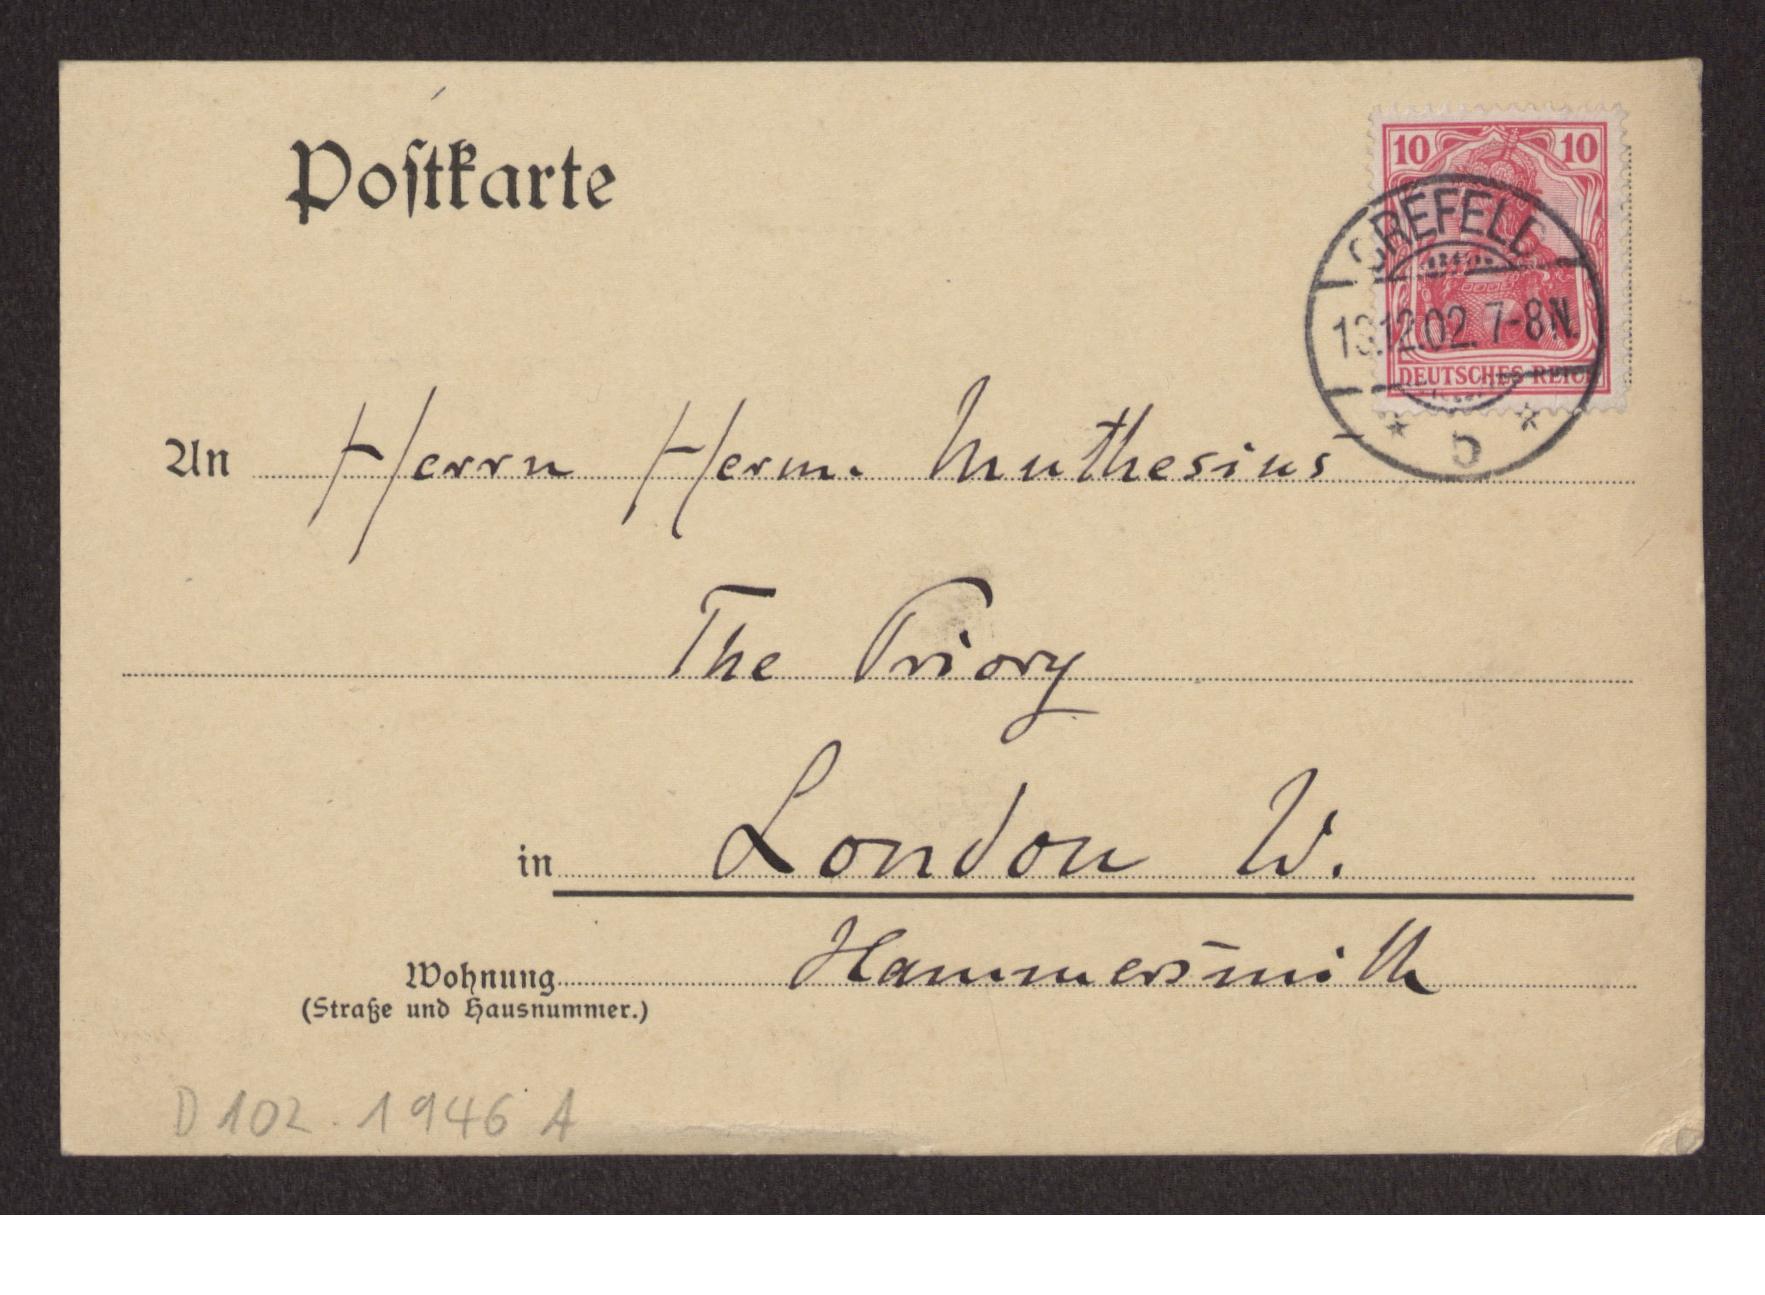 Postkarte
10 10
DEUTSCHES REICH
CREFELD
13.12.02. 7-8N.
b
An Herrn Herm. Muthesius
The Priory
in London W.
Hammersmith
Wohnung
(Straße und Hausnummer.)
D 102. 1946 A